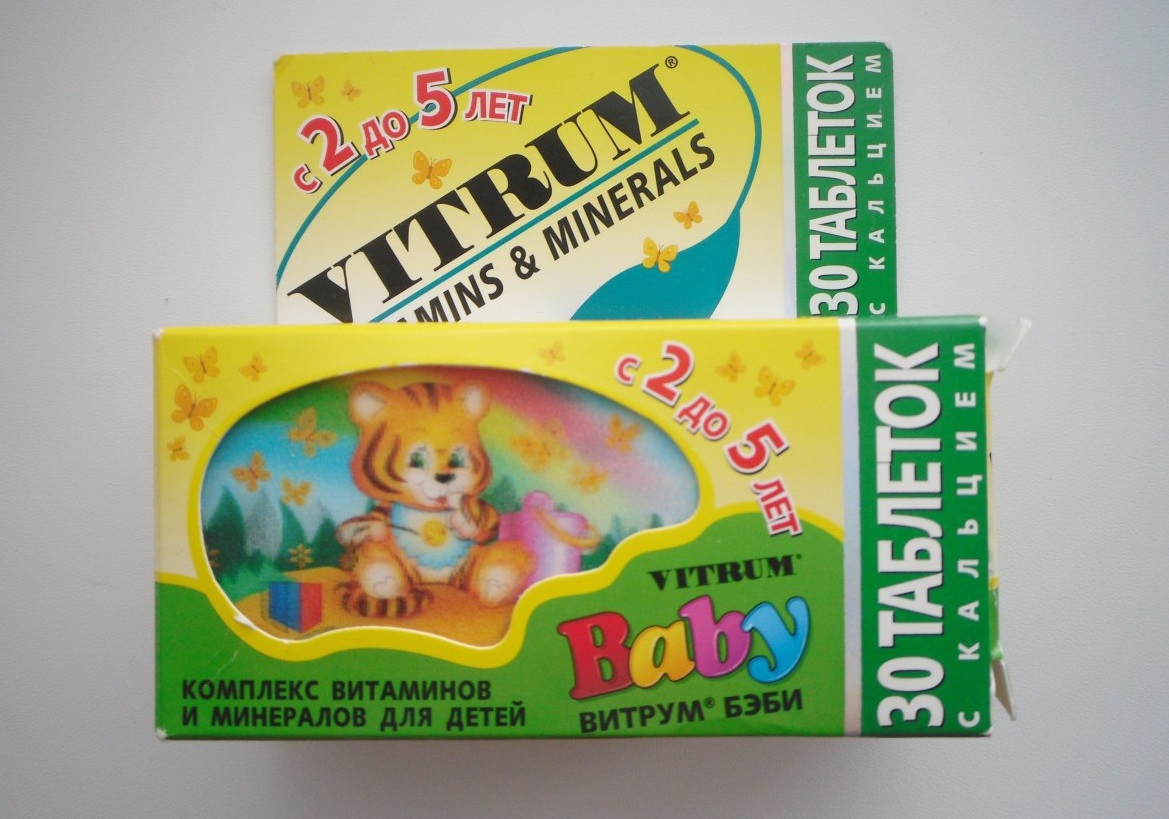 с 2 до 5 лет
VITRUM®
& MINERALS
30 ТАБЛЕТОК
С КАЛЬЦИЕМ
с 2 до 5 лет
VITRUM®
Baby
ВИТРУМ® БЭБИ
КОМПЛЕКС ВИТАМИНОВ
И МИНЕРАЛОВ ДЛЯ ДЕТЕЙ
30 ТАБЛЕТОК
С КАЛЬЦИЕМ